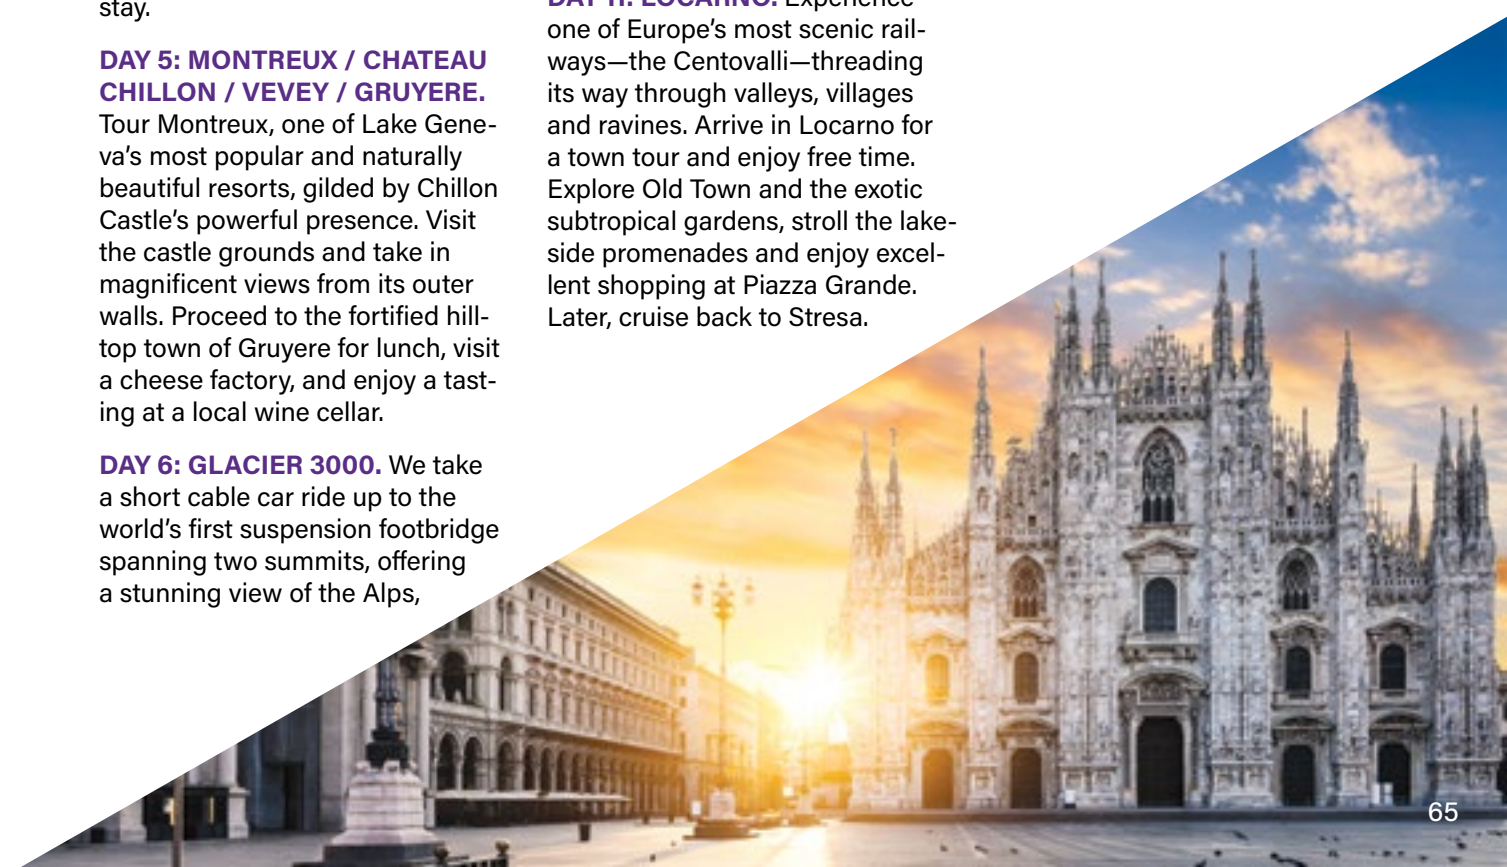 stay.
DAY 5: MONTREUX / CHATEAU
CHILLON / VEVEY / GRUYERE.
Tour Montreux, one of Lake Gene-
va's most popular and naturally
beautiful resorts, gilded by Chillon
Castle's powerful presence. Visit
the castle grounds and take in
magnificent views from its outer
walls. Proceed to the fortified hill-
top town of Gruyere for lunch, visit
a cheese factory, and enjoy a tast-
ing at a local wine cellar.
DAY 6: GLACIER 3000. We take
a short cable car ride up to the
world's first suspension footbridge
spanning two summits, offering
a stunning view of the Alps,
DAY 11: LOCARNO. Experience
one of Europe's most scenic rail-
ways—the Centovalli—threading
its way through valleys, villages
and ravines. Arrive in Locarno for
a town tour and enjoy free time.
Explore Old Town and the exotic
subtropical gardens, stroll the lake-
side promenades and enjoy excel-
lent shopping at Piazza Grande.
Later, cruise back to Stresa.
65